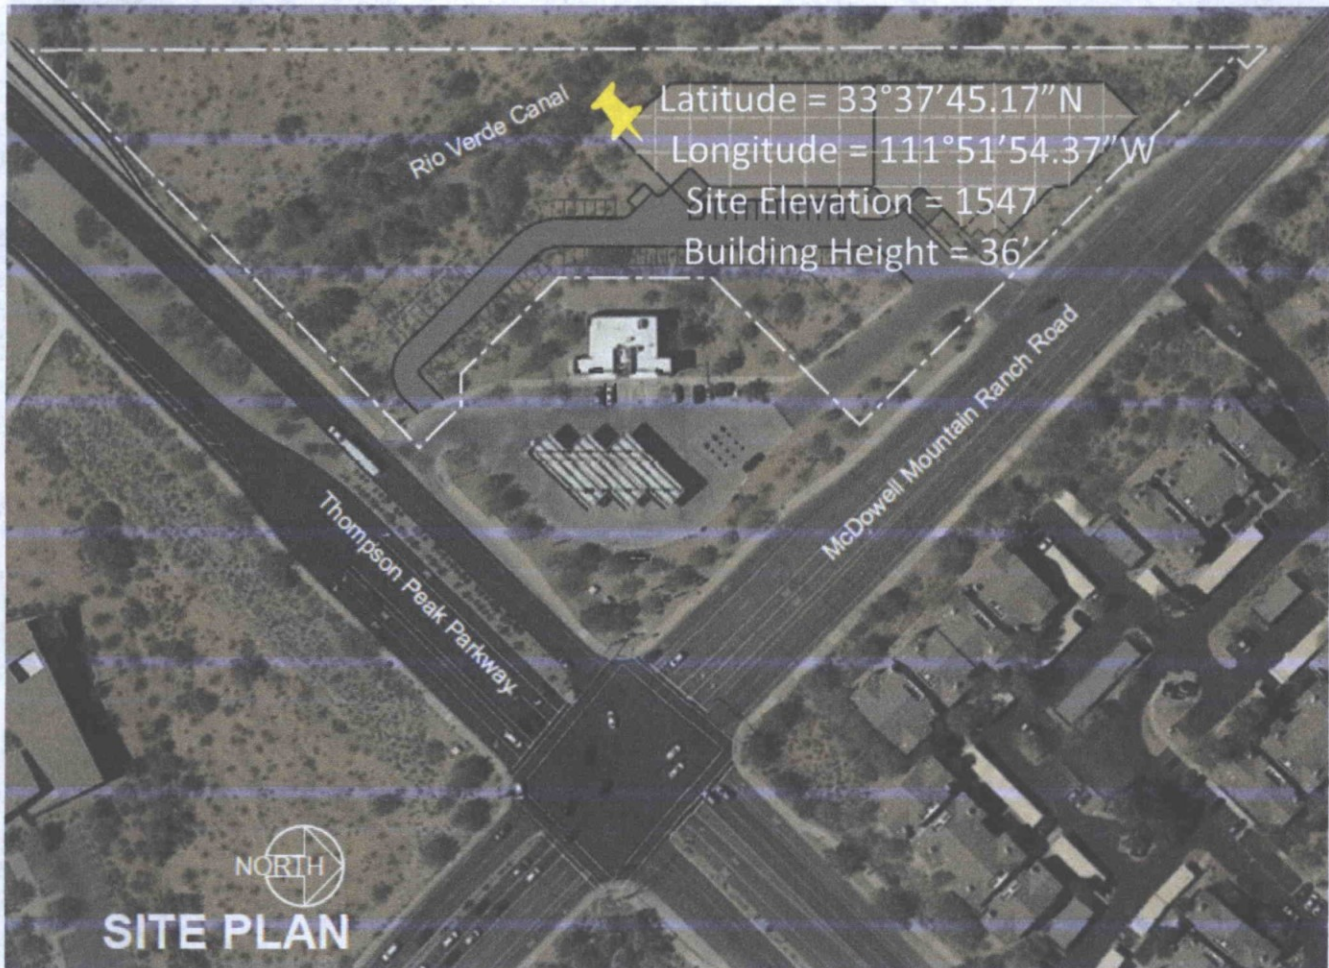 Rio Verde Canal
Latitude = 33°37'45.17"N
Longitude = 111°51'54.37"W
Site Elevation = 1547
Building Height = 36'
McDowell Mountain Ranch Road
Thompson Peak Parkway
NORTH
SITE PLAN